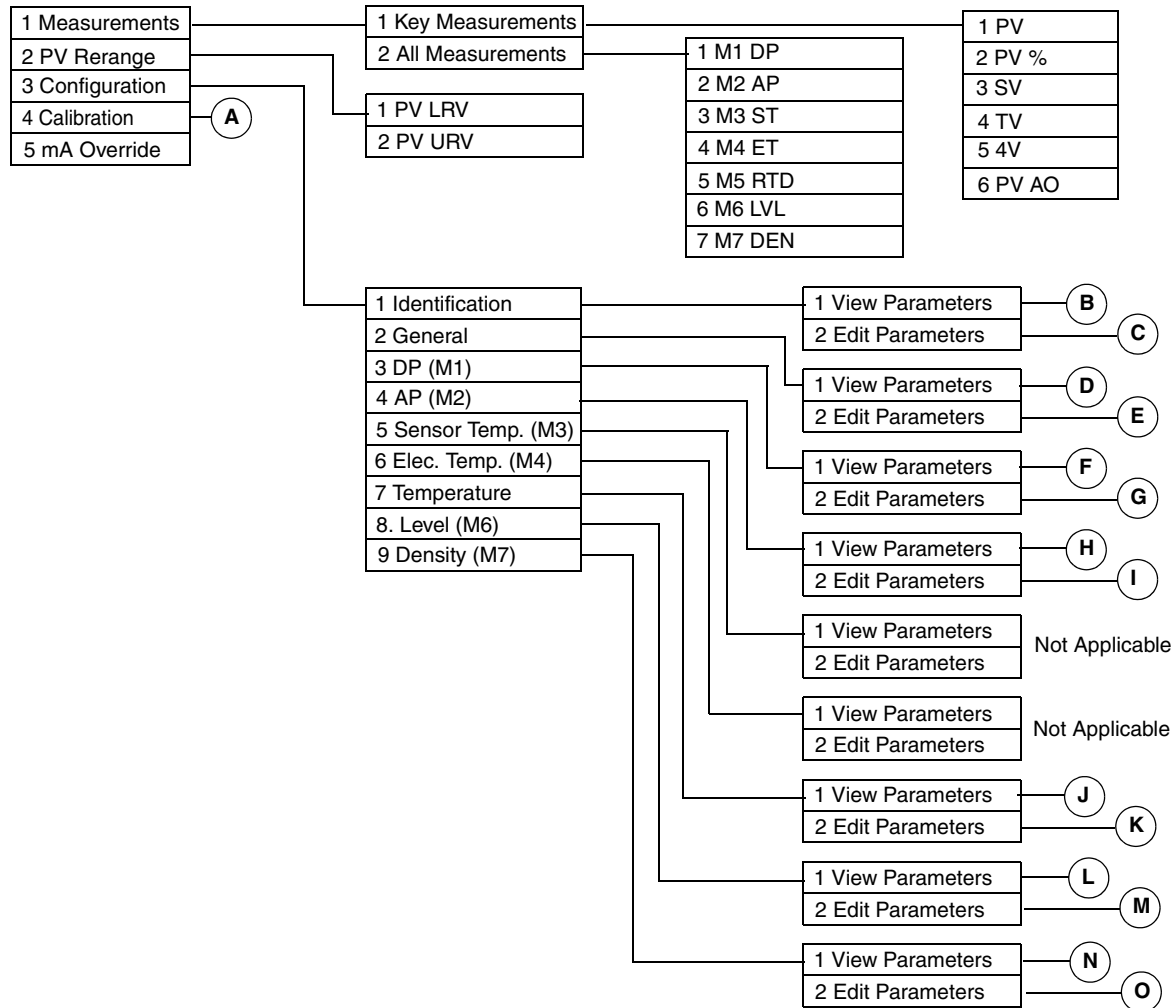 1 Measurements
2 PV Rerange
3 Configuration
4 Calibration
5 mA Override
A
1 Key Measurements
2 All Measurements
1 PV LRV
2 PV URV
1 M1 DP
2 M2 AP
3 M3 ST
4 M4 ET
5 M5 RTD
6 M6 LVL
7 M7 DEN
1 PV
2 PV %
3 SV
4 TV
5 4V
6 PV AO
1 Identification
2 General
3 DP (M1)
4 AP (M2)
5 Sensor Temp. (M3)
6 Elec. Temp. (M4)
7 Temperature
8. Level (M6)
9 Density (M7)
1 View Parameters
B
2 Edit Parameters
C
1 View Parameters
D
2 Edit Parameters
E
1 View Parameters
F
2 Edit Parameters
G
1 View Parameters
H
2 Edit Parameters
I
1 View Parameters
2 Edit Parameters
Not Applicable
1 View Parameters
2 Edit Parameters
Not Applicable
1 View Parameters
J
2 Edit Parameters
K
1 View Parameters
L
2 Edit Parameters
M
1 View Parameters
N
2 Edit Parameters
O